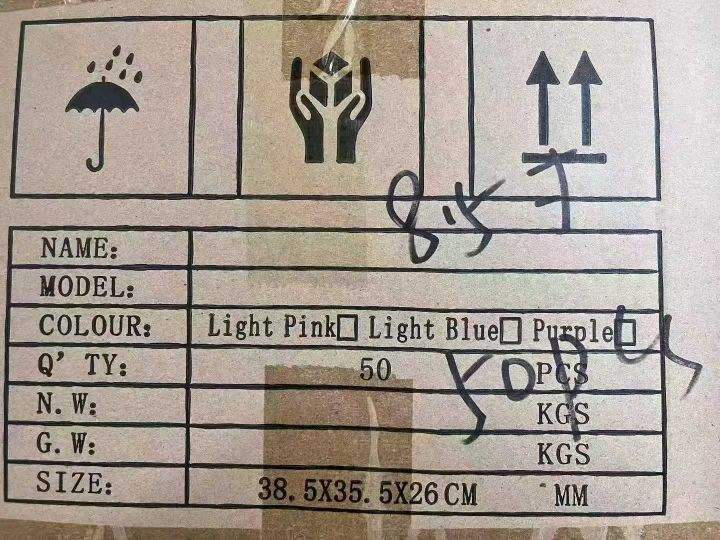 NAME:
MODEL:
COLOUR: Light Pink□ Light Blue□ Purple□
Q' TY: 50 PCS
N. W: KGS
G. W: KGS
SIZE: 38. 5X35. 5X26 CM MM